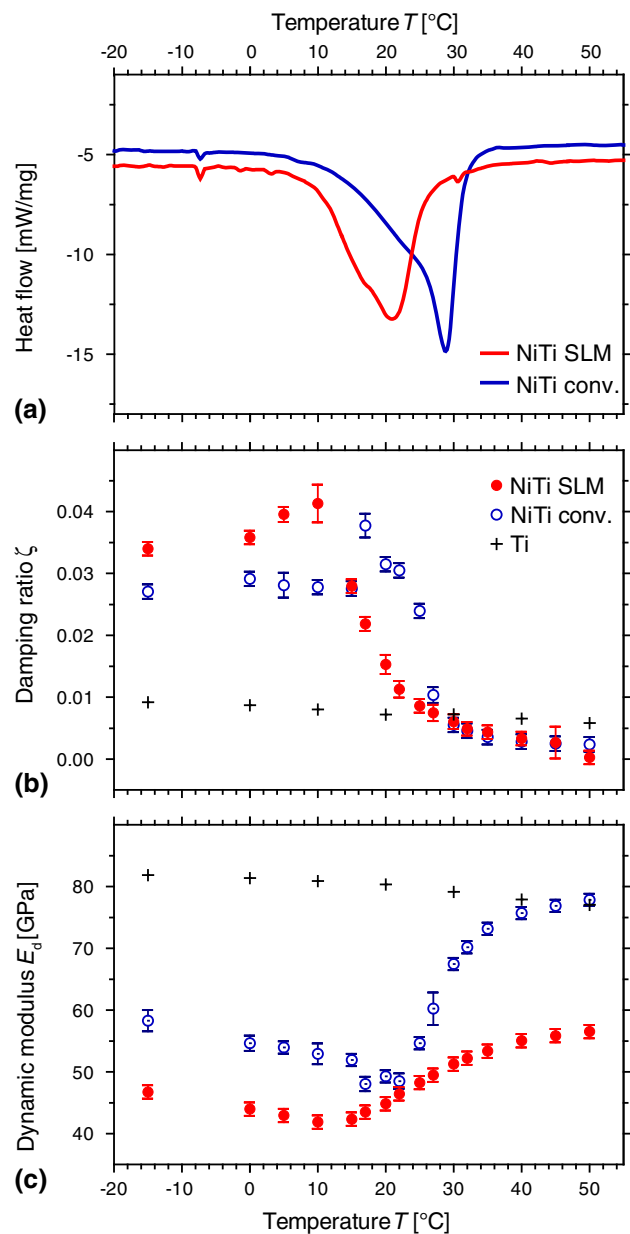 Temperature T [°C]
-20 -10 0 10 20 30 40 50
-5
-10
-15
Heat flow [mW/mg]
NiTi SLM
NiTi conv.
(a)
0.04
0.03
0.02
0.01
0.00
Damping ratio ζ
NiTi SLM
NiTi conv.
Ti
(b)
80
70
60
50
40
Dynamic modulus Ed [GPa]
(c)
-20 -10 0 10 20 30 40 50
Temperature T [°C]